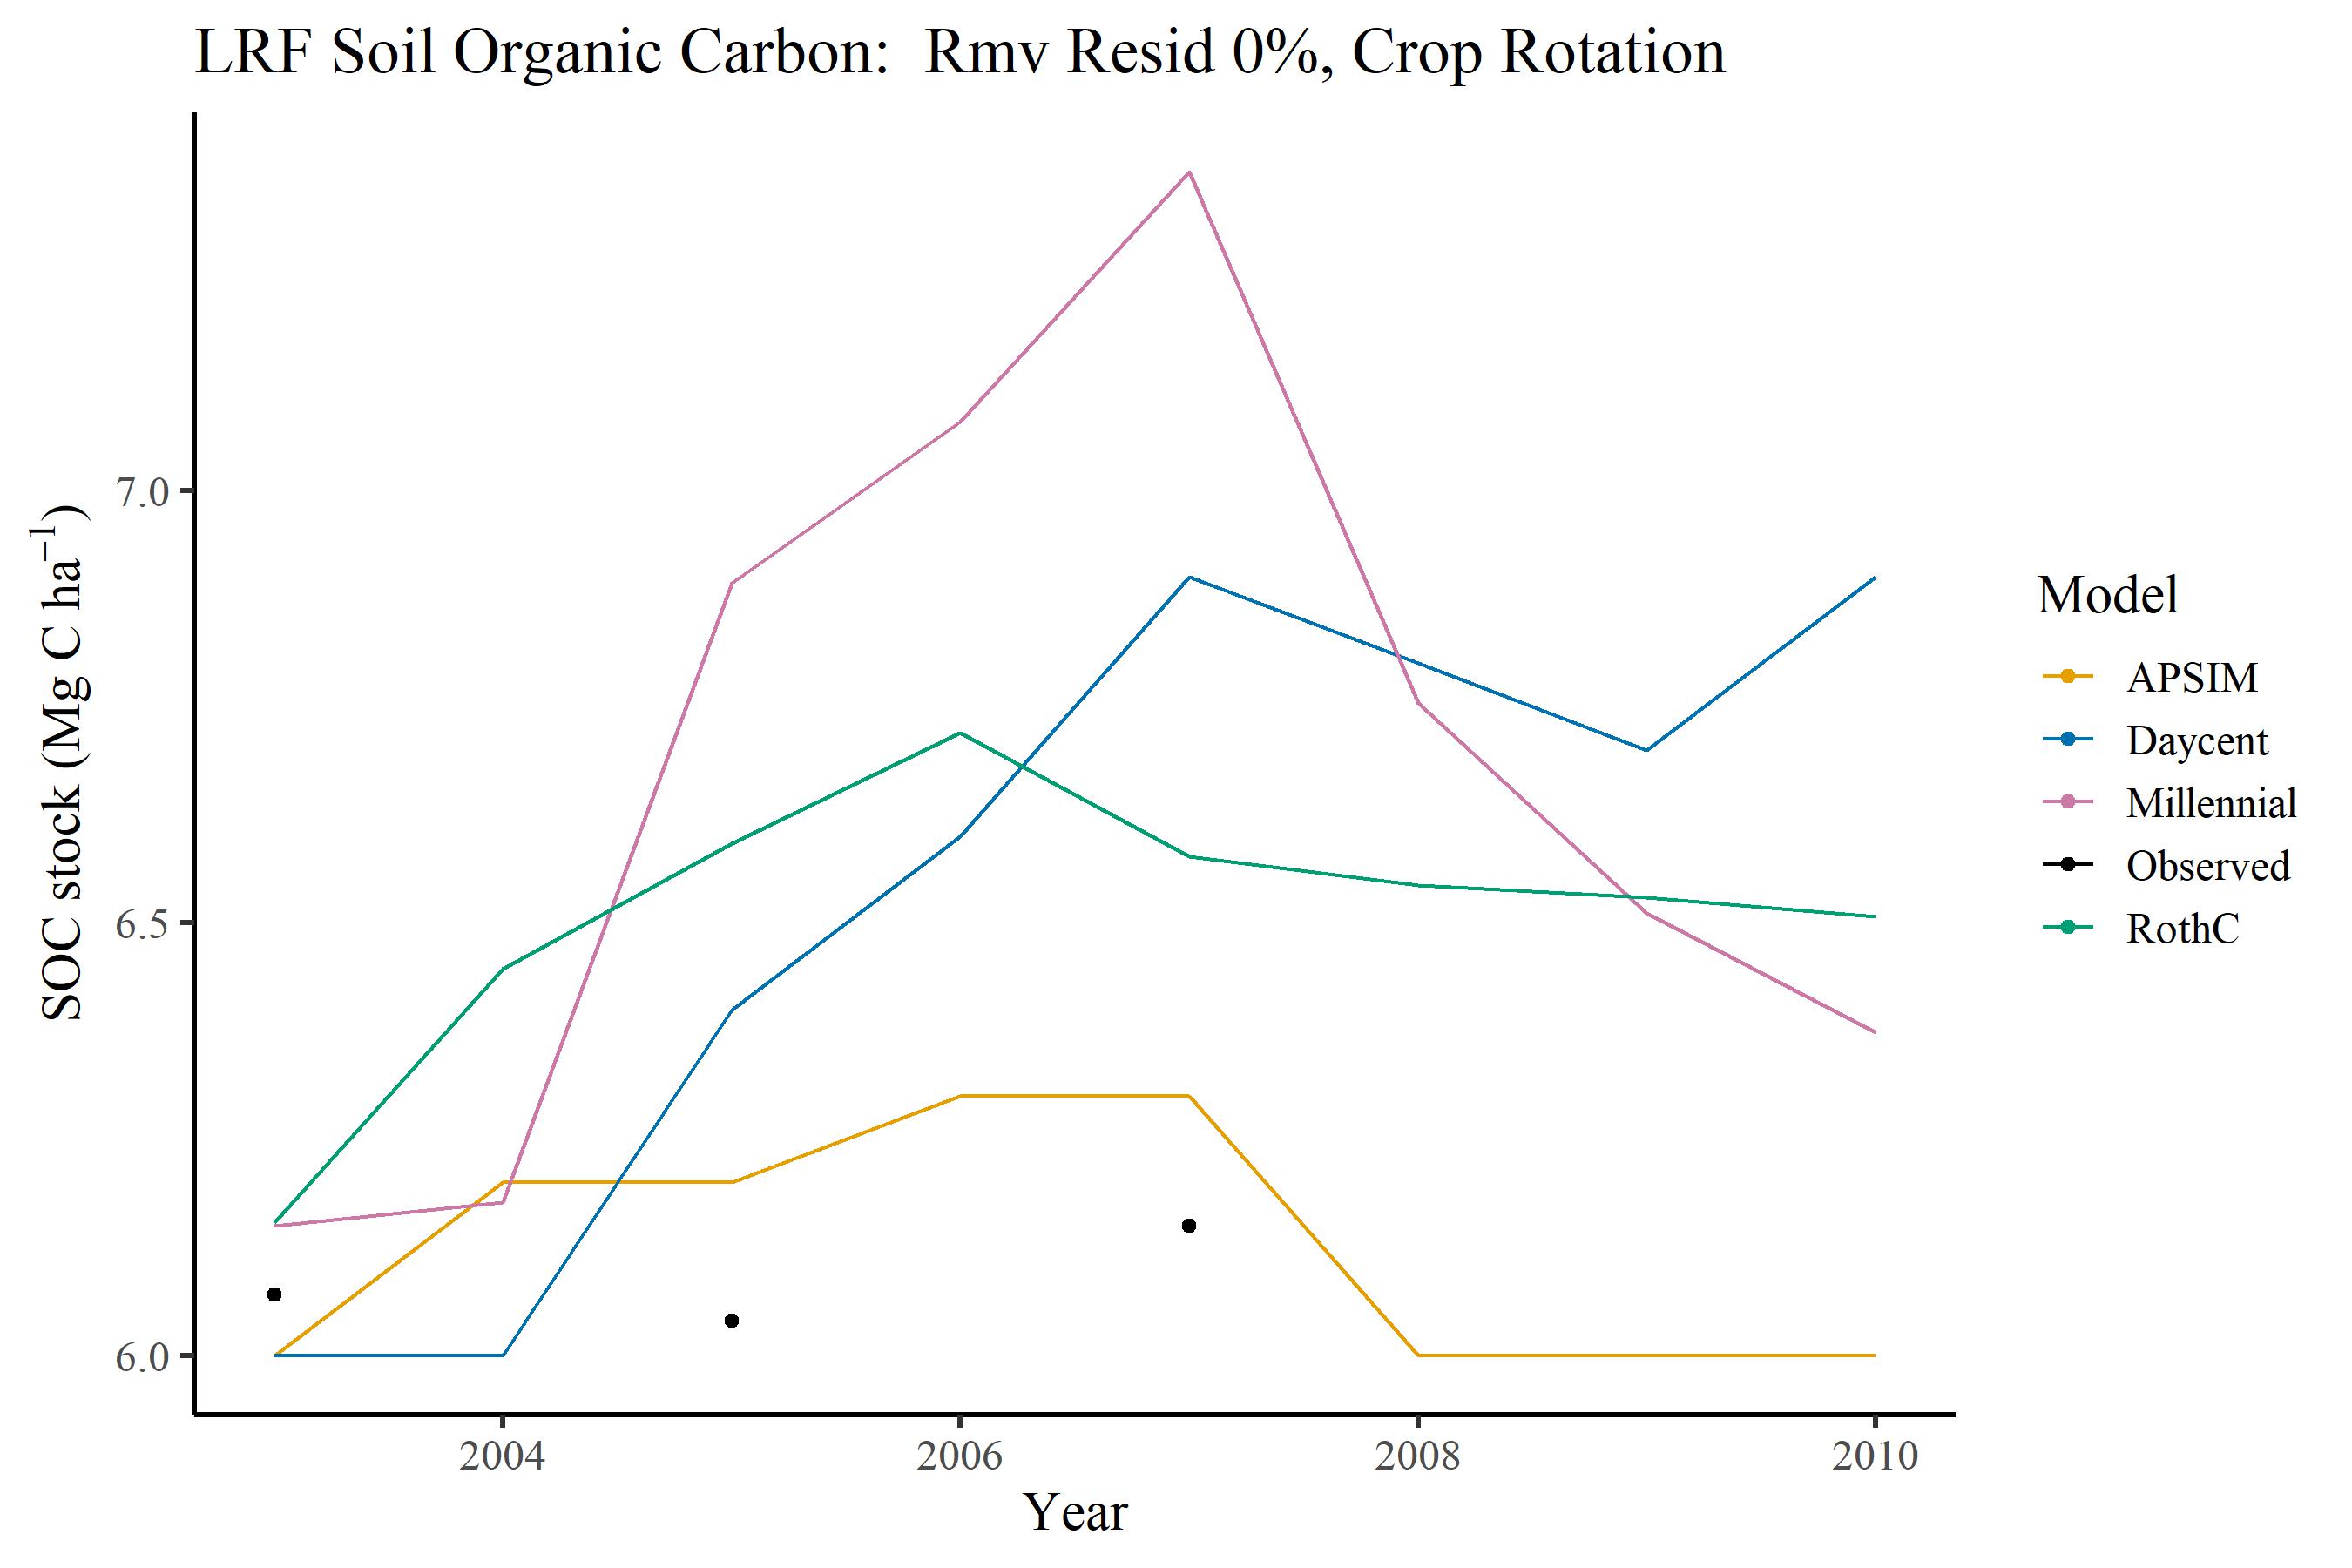 LRF Soil Organic Carbon:  Rmv Resid 0%, Crop Rotation
SOC stock (Mg C ha⁻¹)
7.0
6.5
6.0
2004 2006 2008 2010
Year
Model
APSIM
Daycent
Millennial
Observed
RothC